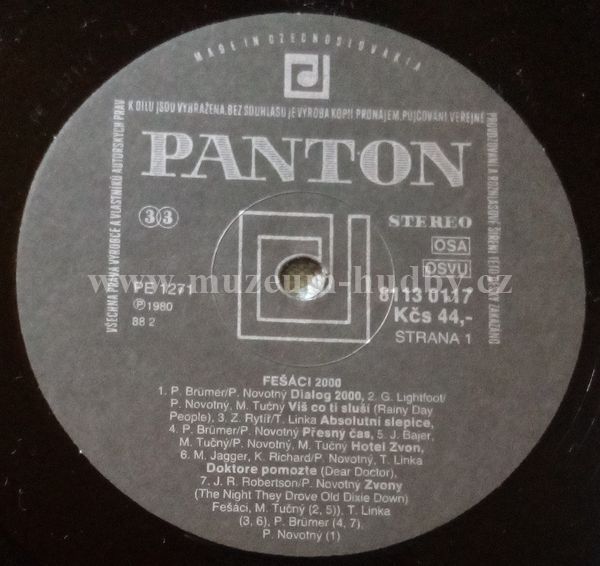 MADE IN CZECHOSLOVAKIA
VŠECHNA PRÁVA VÝROBCE A VLASTNÍKŮ AUTORSKÝCH PRÁV
K DÍLU JSOU VYHRAŽENA. BEZ SOUHLASU JE VÝROBA KOPIÍ PRONÁJEM, PŮJČOVÁNÍ VEŘEJNÉ
PROVOZOVÁNÍ A ROZHLASOVÉ ŠÍŘENÍ TÉTO DESKY ZAKÁZÁNO
PANTON
33
STEREO
OSA
OSVU
www.muzeum-hudby.cz
PE 1271
8113 0117
℗ 1980
Kčs 44,-
88 2
STRANA 1
FEŠÁCI 2000
1. P. Brümer/P. Novotný Dialog 2000, 2. G. Lightfoot/
P. Novotný, M. Tučný Víš co ti sluší (Rainy Day
People), 3. Z. Rytíř/T. Linka Absolutní slepice,
4. P. Brümer/P. Novotný Přesný čas, 5. J. Bajer,
M. Tučný/P. Novotný, M. Tučný Hotel Zvon,
6. M. Jagger, K. Richard/P. Novotný, T. Linka
Doktore pomozte (Dear Doctor),
7. J. R. Robertson/P. Novotný Zvony
(The Night They Drove Old Dixie Down)
Fešáci, M. Tučný (2, 5)), T. Linka
(3, 6), P. Brümer (4, 7),
P. Novotný (1)